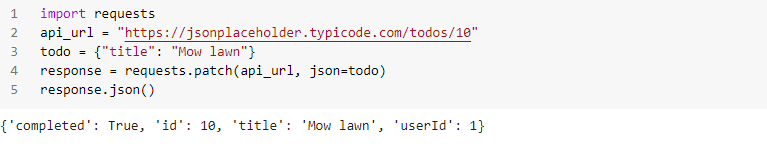 1 import requests
2 api_url = "https://jsonplaceholder.typicode.com/todos/10"
3 todo = {"title": "Mow lawn"}
4 response = requests.patch(api_url, json=todo)
5 response.json()
{'completed': True, 'id': 10, 'title': 'Mow lawn', 'userId': 1}